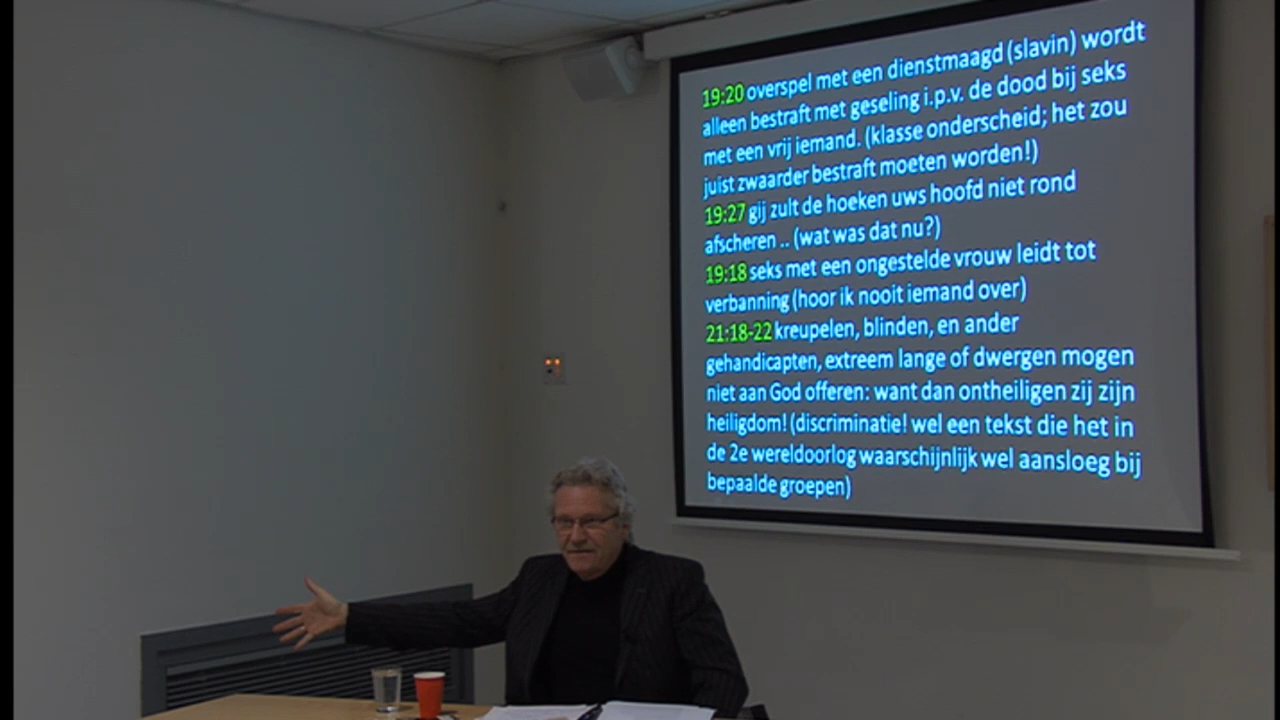 19:20 overspel met een dienstmaagd (slavin) wordt
alleen bestraft met geseling i.p.v. de dood bij seks
met een vrij iemand. (klasse onderscheid; het zou
juist zwaarder bestraft moeten worden!)
19:27 gij zult de hoeken uws hoofd niet rond
afscheren .. (wat was dat nu?)
19:18 seks met een ongestelde vrouw leidt tot
verbanning (hoor ik nooit iemand over)
21:18-22 kreupelen, blinden, en ander
gehandicapten, extreem lange of dwergen mogen
niet aan God offeren: want dan ontheiligen zij zijn
heiligdom! (discriminatie! wel een tekst die het in
de 2e wereldoorlog waarschijnlijk wel aansloeg bij
bepaalde groepen)